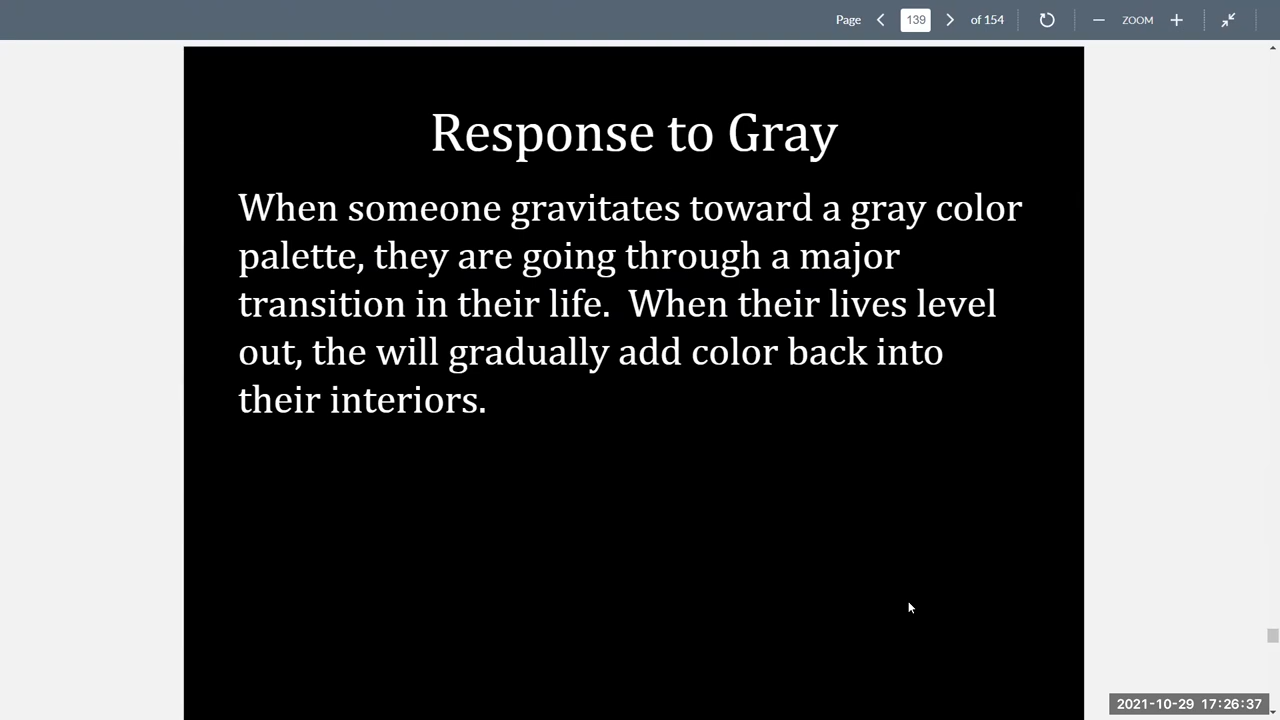 Page 139 of 154 ZOOM
Response to Gray
When someone gravitates toward a gray color
palette, they are going through a major
transition in their life.  When their lives level
out, the will gradually add color back into
their interiors.
2021-10-29 17:26:37